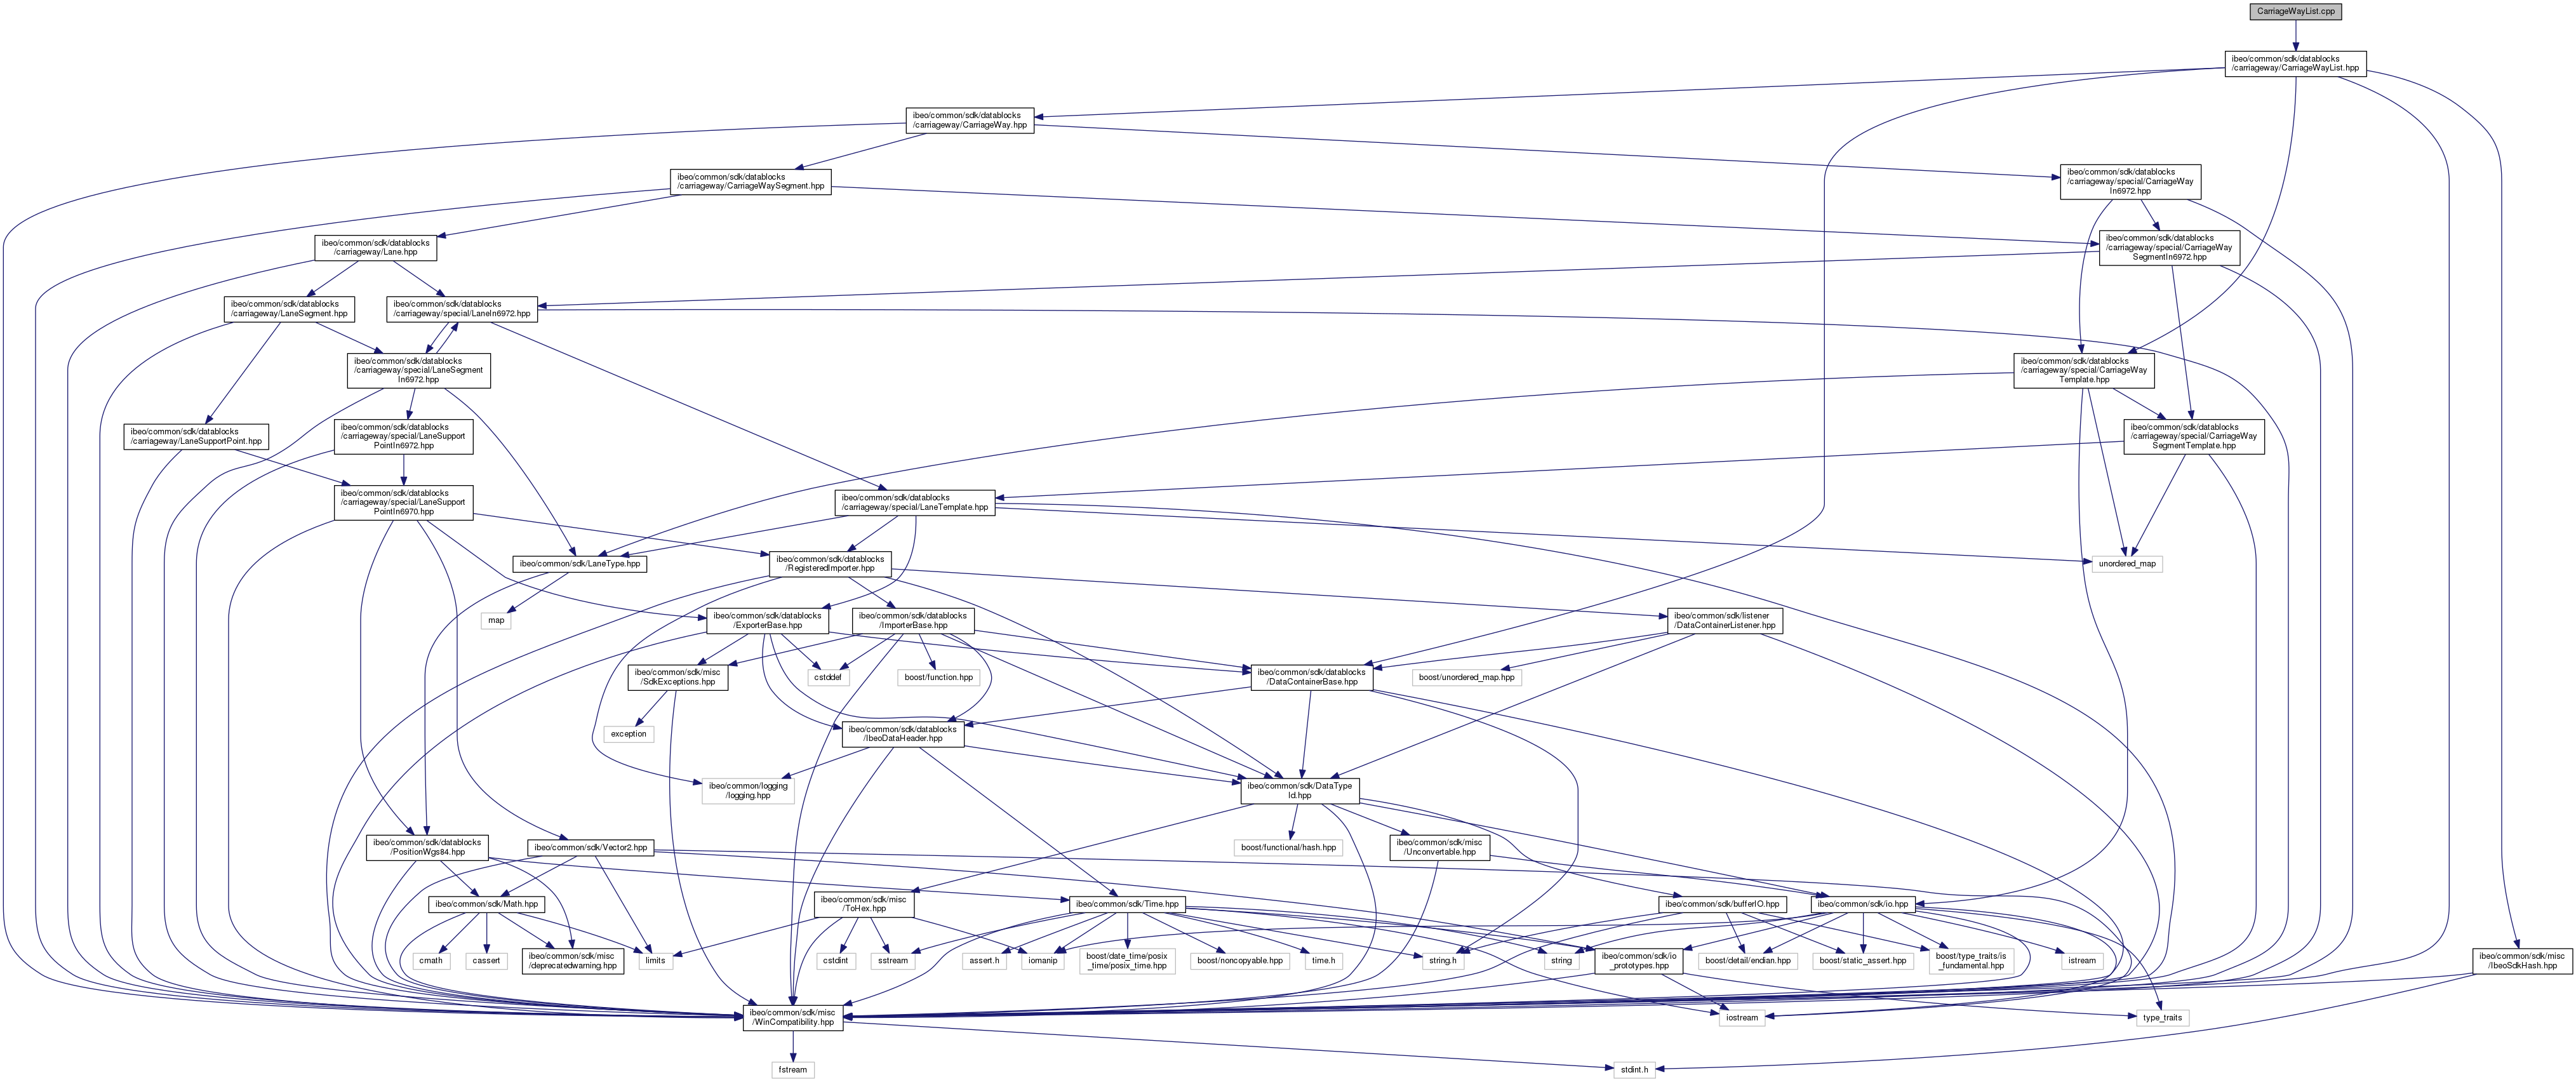 CarriageWayList.cpp
ibeo/common/sdk/datablocks
/carriageway/CarriageWayList.hpp
ibeo/common/sdk/datablocks
/carriageway/CarriageWay.hpp
ibeo/common/sdk/datablocks
/carriageway/CarriageWaySegment.hpp
ibeo/common/sdk/datablocks
/carriageway/special/CarriageWay
In6972.hpp
ibeo/common/sdk/datablocks
/carriageway/Lane.hpp
ibeo/common/sdk/datablocks
/carriageway/special/CarriageWay
SegmentIn6972.hpp
ibeo/common/sdk/datablocks
/carriageway/LaneSegment.hpp
ibeo/common/sdk/datablocks
/carriageway/special/LaneIn6972.hpp
ibeo/common/sdk/datablocks
/carriageway/special/LaneSegment
In6972.hpp
ibeo/common/sdk/datablocks
/carriageway/special/CarriageWay
Template.hpp
ibeo/common/sdk/datablocks
/carriageway/LaneSupportPoint.hpp
ibeo/common/sdk/datablocks
/carriageway/special/LaneSupport
PointIn6972.hpp
ibeo/common/sdk/datablocks
/carriageway/special/CarriageWay
SegmentTemplate.hpp
ibeo/common/sdk/datablocks
/carriageway/special/LaneSupport
PointIn6970.hpp
ibeo/common/sdk/datablocks
/carriageway/special/LaneTemplate.hpp
ibeo/common/sdk/LaneType.hpp
ibeo/common/sdk/datablocks
/RegisteredImporter.hpp
unordered_map
map
ibeo/common/sdk/datablocks
/ExporterBase.hpp
ibeo/common/sdk/datablocks
/ImporterBase.hpp
ibeo/common/sdk/listener
/DataContainerListener.hpp
ibeo/common/sdk/misc
/SdkExceptions.hpp
cstddef
boost/function.hpp
ibeo/common/sdk/datablocks
/DataContainerBase.hpp
boost/unordered_map.hpp
exception
ibeo/common/sdk/datablocks
/IbeoDataHeader.hpp
ibeo/common/logging
/logging.hpp
ibeo/common/sdk/DataType
Id.hpp
ibeo/common/sdk/datablocks
/PositionWgs84.hpp
ibeo/common/sdk/Vector2.hpp
boost/functional/hash.hpp
ibeo/common/sdk/misc
/Unconvertable.hpp
ibeo/common/sdk/Math.hpp
ibeo/common/sdk/misc
/ToHex.hpp
ibeo/common/sdk/Time.hpp
ibeo/common/sdk/bufferIO.hpp
ibeo/common/sdk/io.hpp
cmath
cassert
ibeo/common/sdk/misc
/deprecatedwarning.hpp
limits
cstdint
sstream
assert.h
iomanip
boost/date_time/posix
_time/posix_time.hpp
boost/noncopyable.hpp
time.h
string.h
string
ibeo/common/sdk/io
_prototypes.hpp
boost/detail/endian.hpp
boost/static_assert.hpp
boost/type_traits/is
_fundamental.hpp
istream
ibeo/common/sdk/misc
/IbeoSdkHash.hpp
ibeo/common/sdk/misc
/WinCompatibility.hpp
iostream
type_traits
fstream
stdint.h